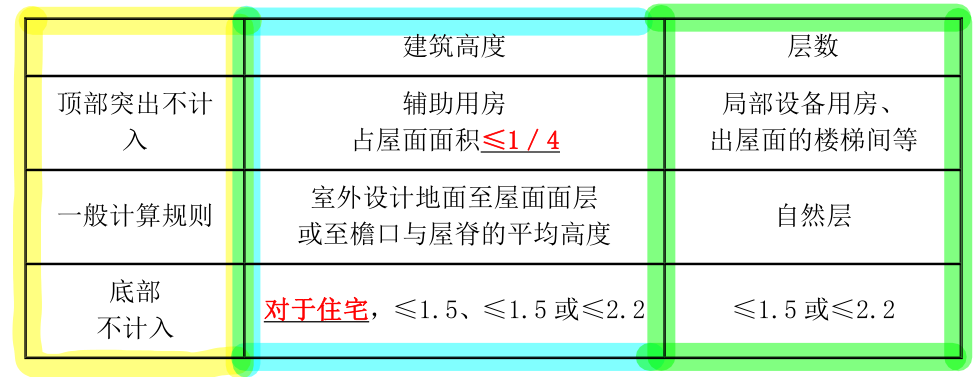 建筑高度
层数
顶部突出不计
入
辅助用房
占屋面面积≤1／4
局部设备用房、
出屋面的楼梯间等
一般计算规则
室外设计地面至屋面面层
或至檐口与屋脊的平均高度
自然层
底部
不计入
对于住宅，≤1.5、≤1.5 或≤2.2
≤1.5 或≤2.2